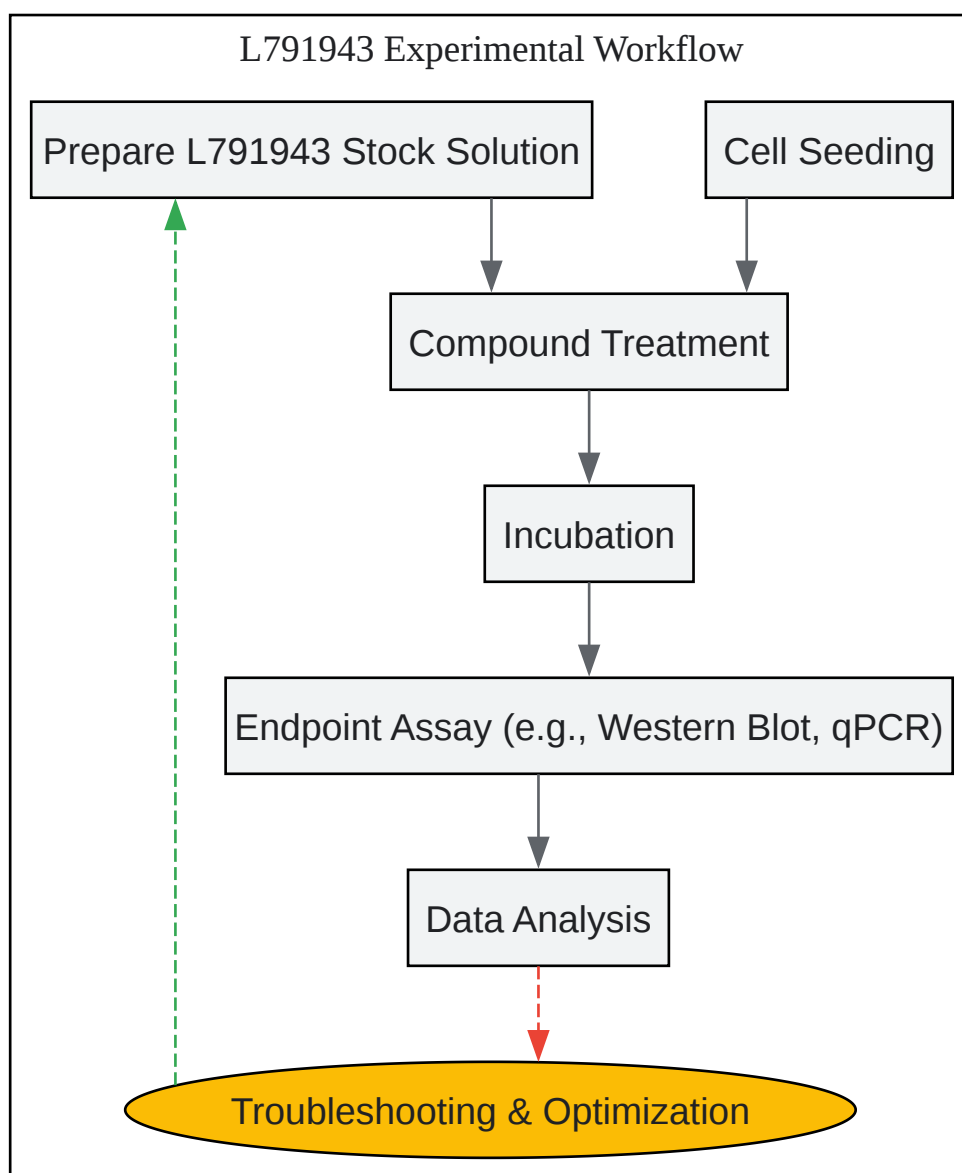 L791943 Experimental Workflow
Prepare L791943 Stock Solution
Cell Seeding
Compound Treatment
Incubation
Endpoint Assay (e.g., Western Blot, qPCR)
Data Analysis
Troubleshooting & Optimization